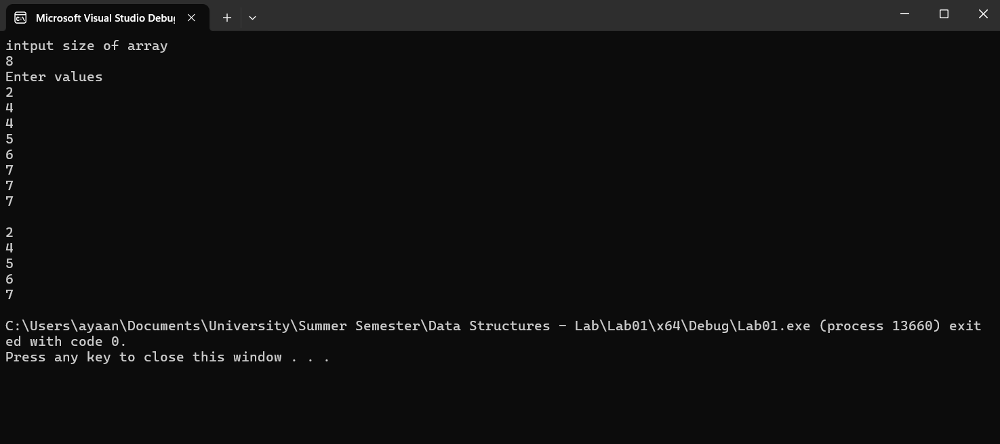 Microsoft Visual Studio Debug
intput size of array
8
Enter values
2
4
4
5
6
7
7
7
2
4
5
6
7
C:\Users\ayaan\Documents\University\Summer Semester\Data Structures - Lab\Lab01\x64\Debug\Lab01.exe (process 13660) exit
ed with code 0.
Press any key to close this window . . .